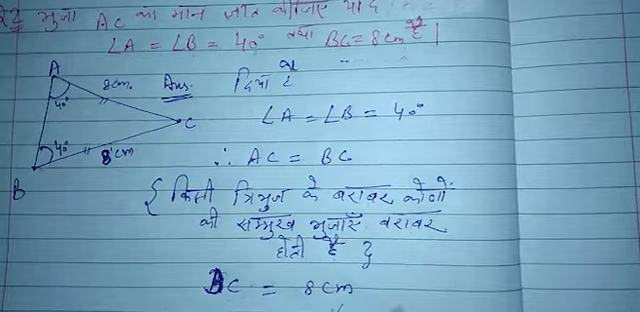 भुजा AC का मान ज्ञात कीजिए यदि
∠A = ∠B = 40° तथा BC = 8cm है।
A
8cm.
Ans.
दिया है
40°
C
∠A = ∠B = 40°
40°
8cm
∴ AC = BC
B
{ किसी त्रिभुज के बराबर कोणों
की सम्मुख भुजाएँ बराबर
होती है }
BC = 8cm